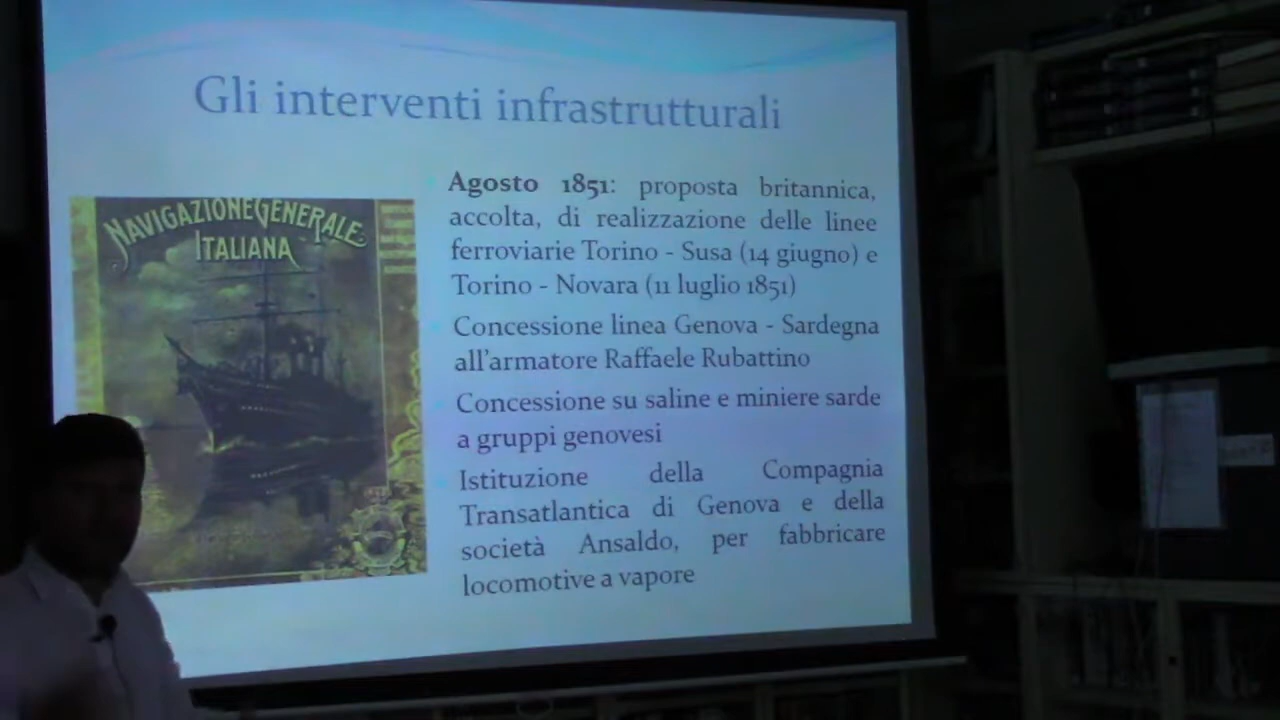 Gli interventi infrastrutturali
NAVIGAZIONE GENERALE
ITALIANA
Agosto 1851: proposta britannica,
accolta, di realizzazione delle linee
ferroviarie Torino - Susa (14 giugno) e
Torino - Novara (11 luglio 1851)
Concessione linea Genova - Sardegna
all'armatore Raffaele Rubattino
Concessione su saline e miniere sarde
a gruppi genovesi
Istituzione della Compagnia
Transatlantica di Genova e della
società Ansaldo, per fabbricare
locomotive a vapore